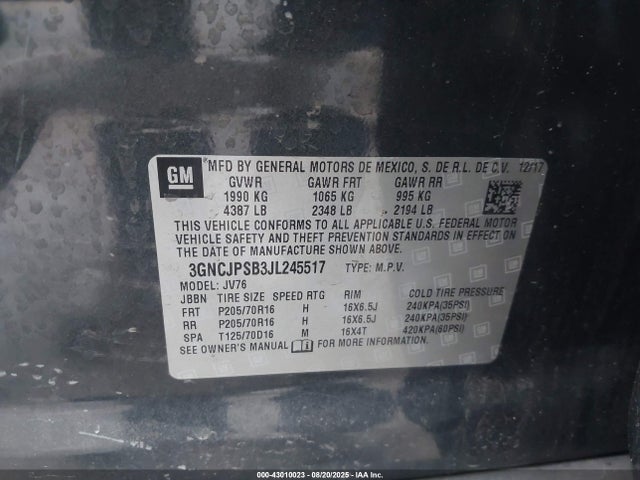 GM
MFD BY GENERAL MOTORS DE MEXICO, S. DE R.L. DE C.V. 12/17
GVWR GAWR FRT GAWR RR
1990 KG 1065 KG 995 KG
4387 LB 2348 LB 2194 LB
THIS VEHICLE CONFORMS TO ALL APPLICABLE U.S. FEDERAL MOTOR
VEHICLE SAFETY AND THEFT PREVENTION STANDARDS IN EFFECT ON
THE DATE OF MANUFACTURE SHOWN ABOVE.
3GNCJPSB3JL245517 TYPE: M.P.V.
MODEL: JV76
JBBN TIRE SIZE SPEED RTG RIM COLD TIRE PRESSURE
FRT P205/70R16 H 16X6.5J 240KPA(35PSI)
RR P205/70R16 H 16X6.5J 240KPA(35PSI)
SPA T125/70D16 M 16X4T 420KPA(60PSI)
SEE OWNER'S MANUAL FOR MORE INFORMATION.
000-43010023 - 08/20/2025 - IAAI.COM